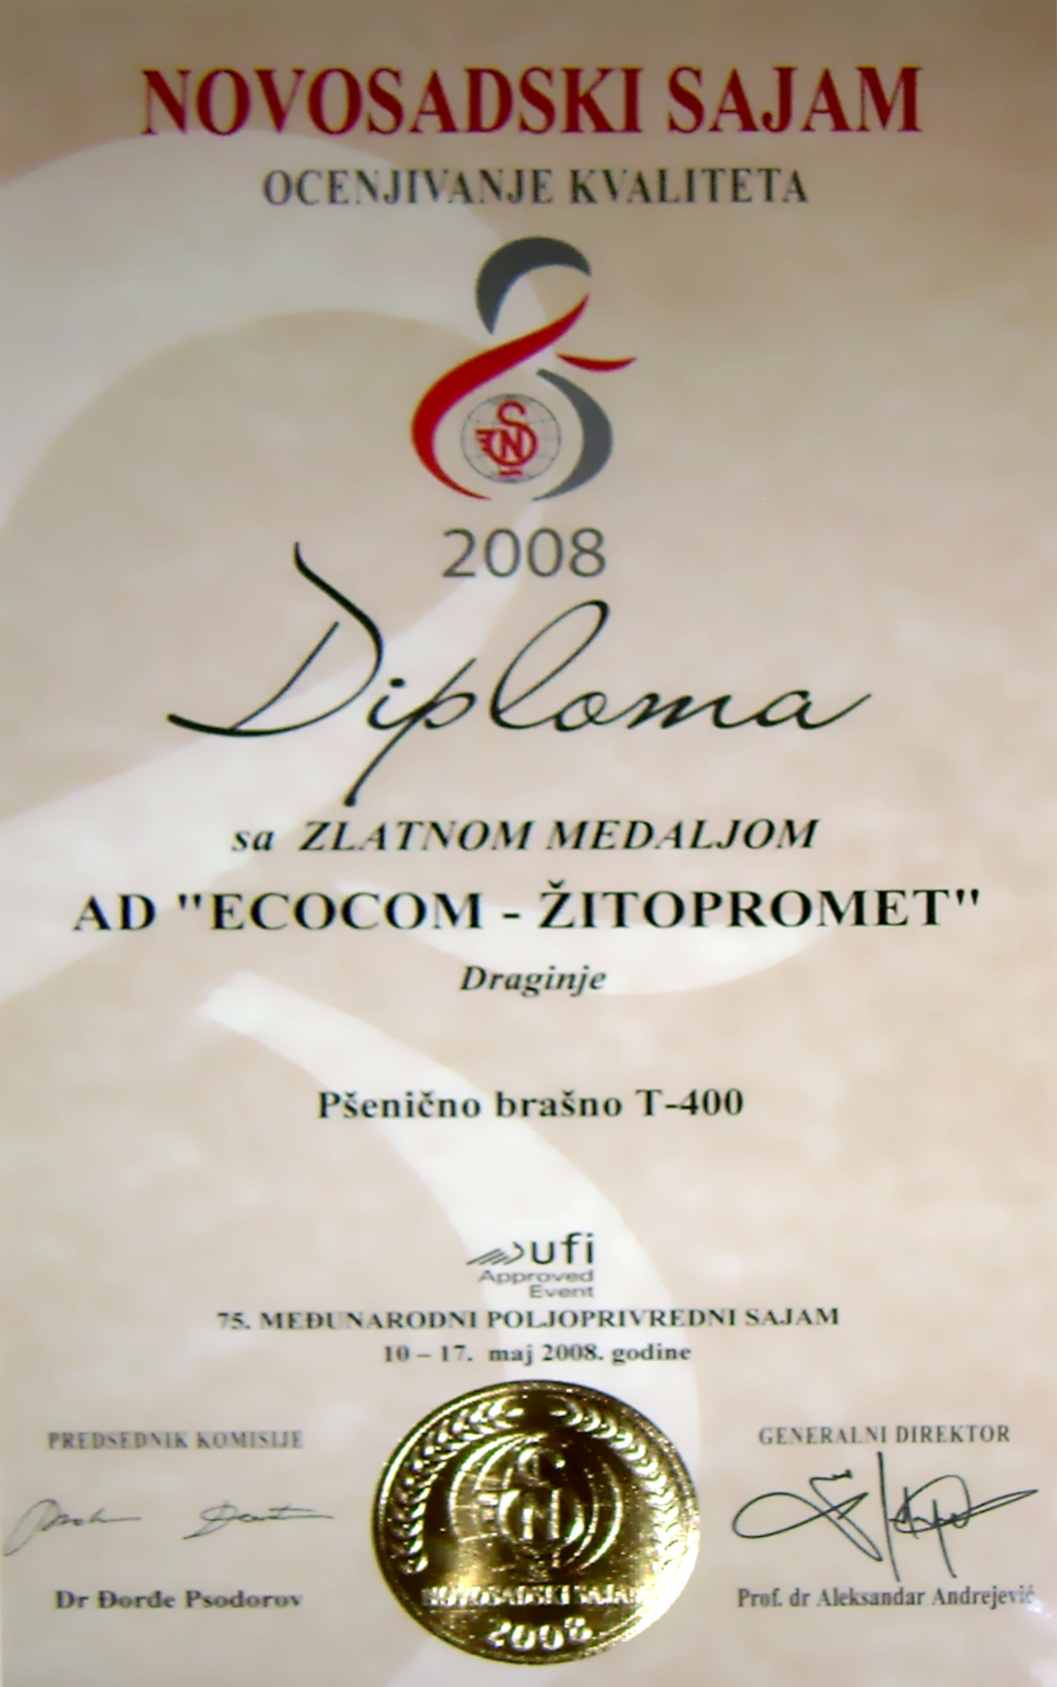 NOVOSADSKI SAJAM
OCENJIVANJE KVALITETA
SN
2008
Diploma
sa ZLATNOM MEDALJOM
AD "ECOCOM - ŽITOPROMET"
Draginje
Pšenično brašno T-400
ufi
Approved
Event
75. MEĐUNARODNI POLJOPRIVREDNI SAJAM
10 – 17. maj 2008. godine
PREDSEDNIK KOMISIJE
GENERALNI DIREKTOR
Dr Đorđe Psodorov
Prof. dr Aleksandar Andrejević
NOVOSADSKI SAJAM
2008